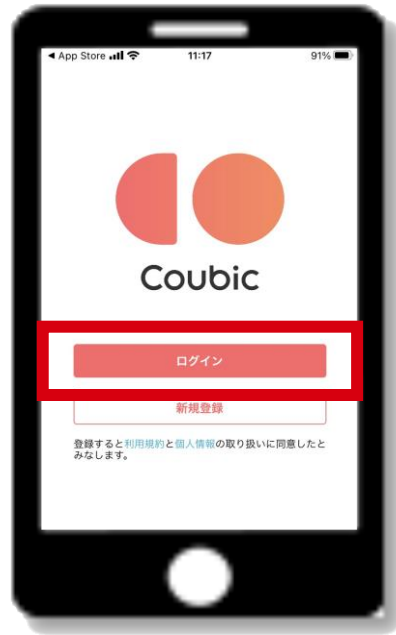 App Store 11:17 91%
Coubic
ログイン
新規登録
登録すると利用規約と個人情報の取り扱いに同意したと
みなします。